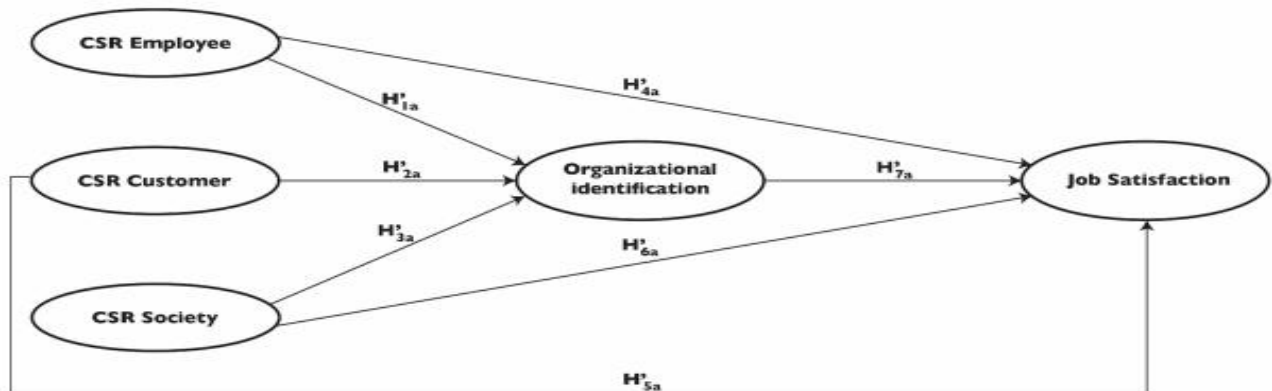 CSR Employee
H'4a
H'1a
CSR Customer
H'2a
Organizational
identification
H'7a
Job Satisfaction
H'3a
H'6a
CSR Society
H'5a